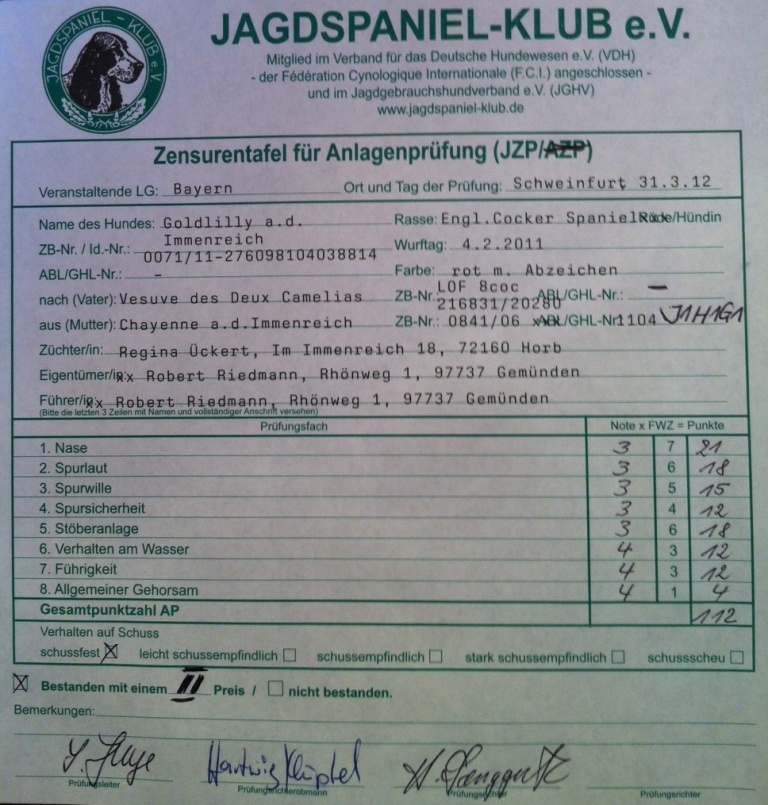 JAGDSPANIEL - KLUB e.V.
JAGDSPANIEL-KLUB e.V.
Mitglied im Verband für das Deutsche Hundewesen e.V. (VDH)
- der Fédération Cynologique Internationale (F.C.I.) angeschlossen -
und im Jagdgebrauchshundverband e.V. (JGHV)
www.jagdspaniel-klub.de
Zensurentafel für Anlagenprüfung (JZP/AZP)
Veranstaltende LG: Bayern Ort und Tag der Prüfung: Schweinfurt 31.3.12
Name des Hundes: Goldlilly a.d. Immenreich Rasse: Engl.Cocker Spaniel Rüde/Hündin
ZB-Nr. / Id.-Nr.: 0071/11-276098104038814 Wurftag: 4.2.2011
ABL/GHL-Nr.: - Farbe: rot m. Abzeichen
nach (Vater): Vesuve des Deux Camelias ZB-Nr.: LOF 8coc 216831/20280 ABL/GHL-Nr.: —
aus (Mutter): Chayenne a.d.Immenreich ZB-Nr.: 0841/06 ABL/GHL-Nr. 1104 J1H1G1
Züchter/in: Regina Ückert, Im Immenreich 18, 72160 Horb
Eigentümer/in: Robert Riedmann, Rhönweg 1, 97737 Gemünden
Führer/in: Robert Riedmann, Rhönweg 1, 97737 Gemünden
(Bitte die letzten 3 Zeilen mit Namen und vollständiger Anschrift versehen)
Prüfungsfach Note x FWZ = Punkte
1. Nase 3 7 21
2. Spurlaut 3 6 18
3. Spurwille 3 5 15
4. Spursicherheit 3 4 12
5. Stöberanlage 3 6 18
6. Verhalten am Wasser 4 3 12
7. Führigkeit 4 3 12
8. Allgemeiner Gehorsam 4 1 4
Gesamtpunktzahl AP 112
Verhalten auf Schuss
schussfest leicht schussempfindlich schussempfindlich stark schussempfindlich schussscheu
Bestanden mit einem II Preis / nicht bestanden.
Bemerkungen:
Hartwig Klüpfel
Prüfungsleiter Prüfungsrichterobmann Prüfungsrichter Prüfungsrichter